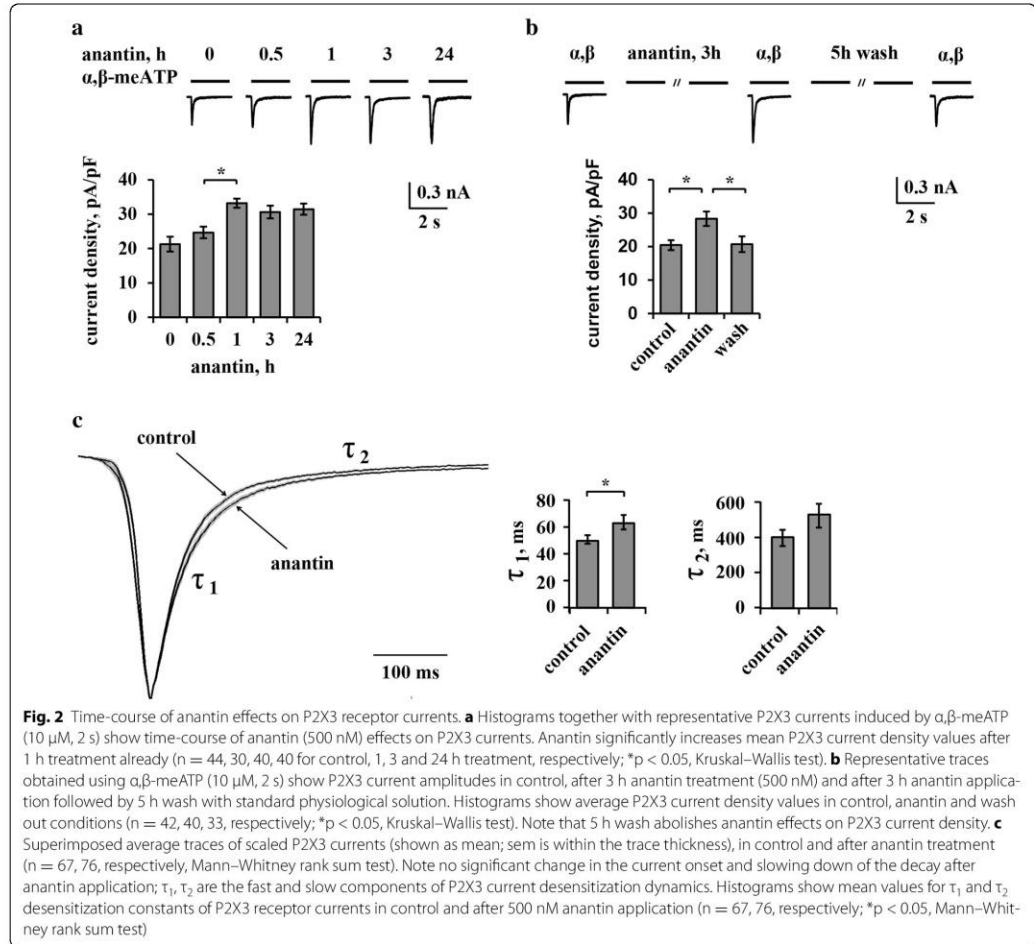 a
anantin, h 0 0.5 1 3 24
α,β-meATP
current density, pA/pF
40
30
20
10
0
*
0 0.5 1 3 24
anantin, h
0.3 nA
2 s
b
α,β anantin, 3h α,β 5h wash α,β
// //
current density, pA/pF
40
30
20
10
0
* *
control anantin wash
0.3 nA
2 s
c
control
anantin
τ1
τ2
100 ms
τ1, ms
80
60
40
20
0
*
control anantin
τ2, ms
600
400
200
0
control anantin
Fig. 2 Time-course of anantin effects on P2X3 receptor currents. a Histograms together with representative P2X3 currents induced by α,β-meATP
(10 μM, 2 s) show time-course of anantin (500 nM) effects on P2X3 currents. Anantin significantly increases mean P2X3 current density values after
1 h treatment already (n = 44, 30, 40, 40 for control, 1, 3 and 24 h treatment, respectively; *p < 0.05, Kruskal–Wallis test). b Representative traces
obtained using α,β-meATP (10 μM, 2 s) show P2X3 current amplitudes in control, after 3 h anantin treatment (500 nM) and after 3 h anantin applica-
tion followed by 5 h wash with standard physiological solution. Histograms show average P2X3 current density values in control, anantin and wash
out conditions (n = 42, 40, 33, respectively; *p < 0.05, Kruskal–Wallis test). Note that 5 h wash abolishes anantin effects on P2X3 current density. c
Superimposed average traces of scaled P2X3 currents (shown as mean; sem is within the trace thickness), in control and after anantin treatment
(n = 67, 76, respectively, Mann–Whitney rank sum test). Note no significant change in the current onset and slowing down of the decay after
anantin application; τ1, τ2 are the fast and slow components of P2X3 current desensitization dynamics. Histograms show mean values for τ1 and τ2
desensitization constants of P2X3 receptor currents in control and after 500 nM anantin application (n = 67, 76, respectively; *p < 0.05, Mann–Whit-
ney rank sum test)